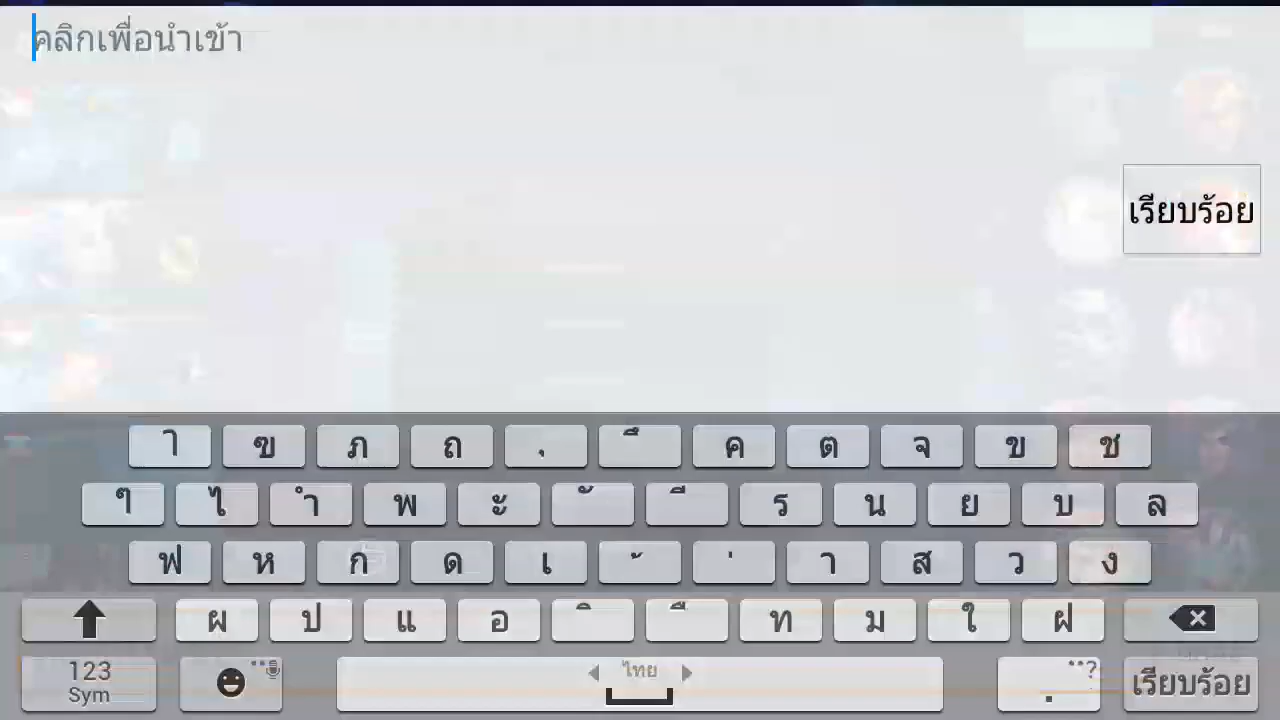 คลิกเพื่อนำเข้า
เรียบร้อย
ๅ ฃ ภ ถ ุ ึ ค ต จ ข ช
ๆ ไ ำ พ ะ ั ี ร น ย บ ล
ฟ ห ก ด เ ้ ่ า ส ว ง
ผ ป แ อ ิ ื ท ม ใ ฝ
123 Sym ไทย . ? เรียบร้อย